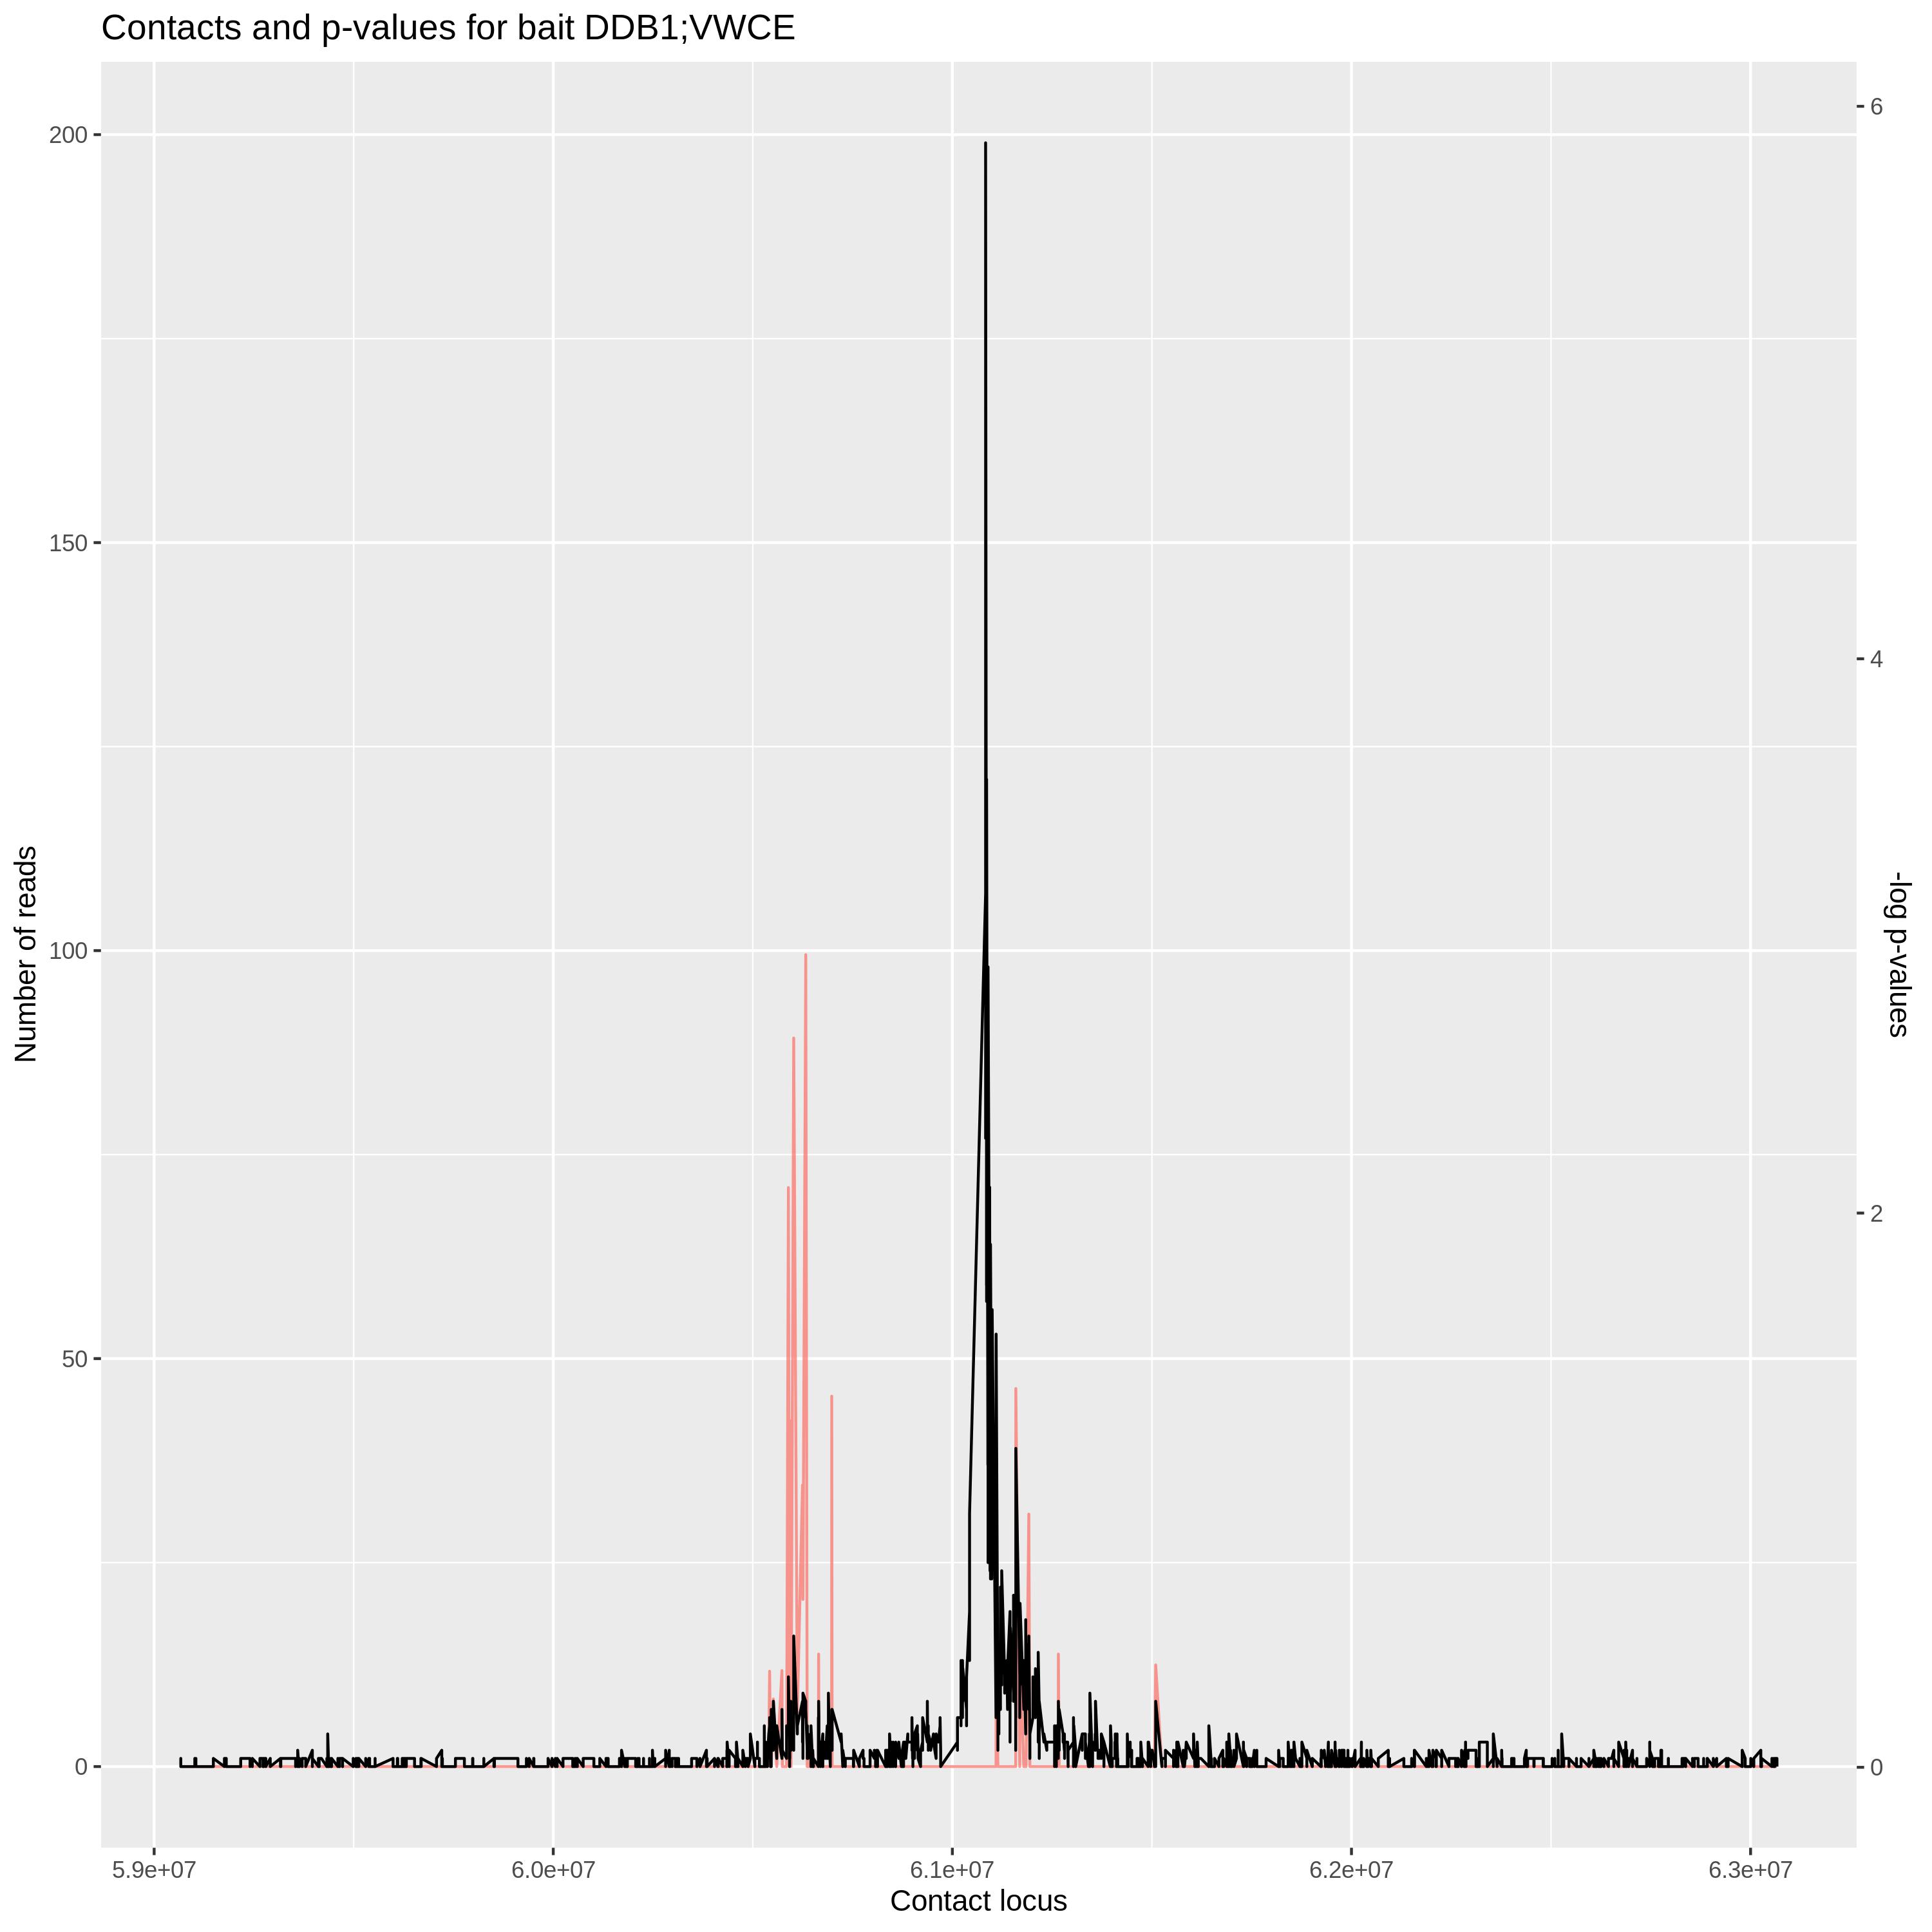 Contacts and p-values for bait DDB1;VWCE
200
150
100
50
0
6
4
2
0
Number of reads
-log p-values
5.9e+07
6.0e+07
6.1e+07
6.2e+07
6.3e+07
Contact locus